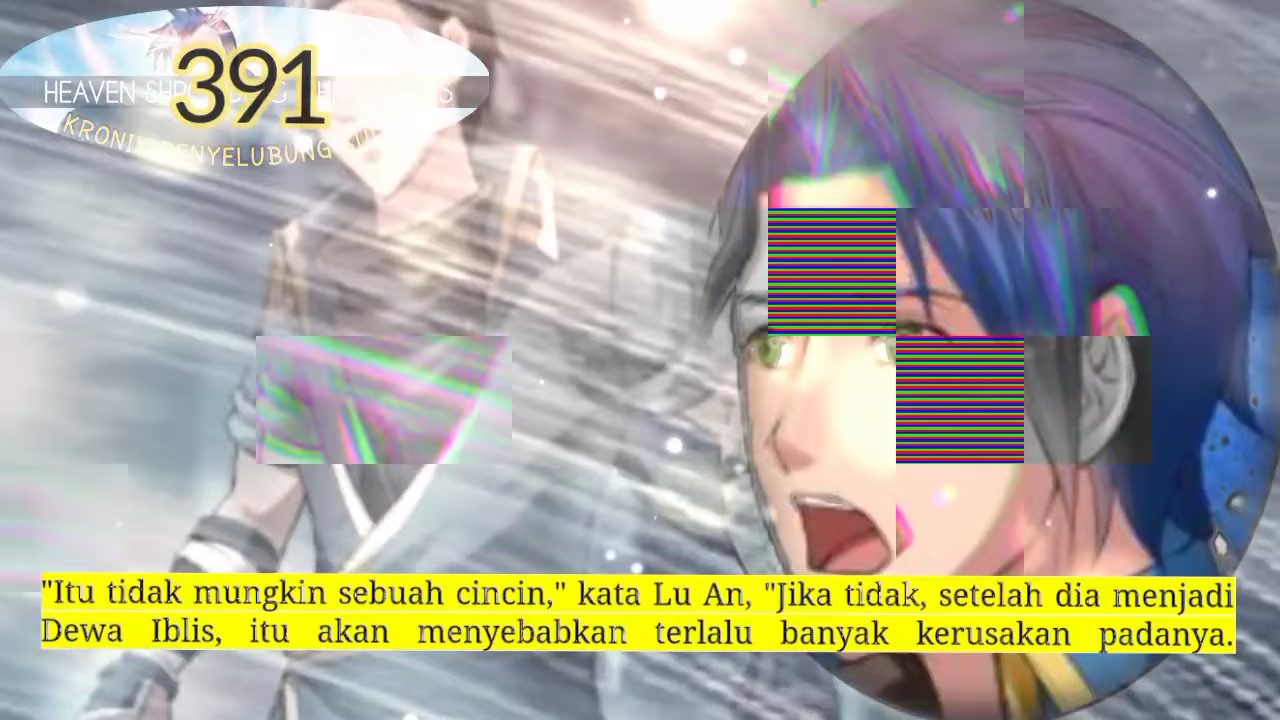 391
HEAVEN
"Itu tidak mungkin sebuah cincin," kata Lu An, "Jika tidak, setelah dia menjadi
Dewa Iblis, itu akan menyebabkan terlalu banyak kerusakan padanya.